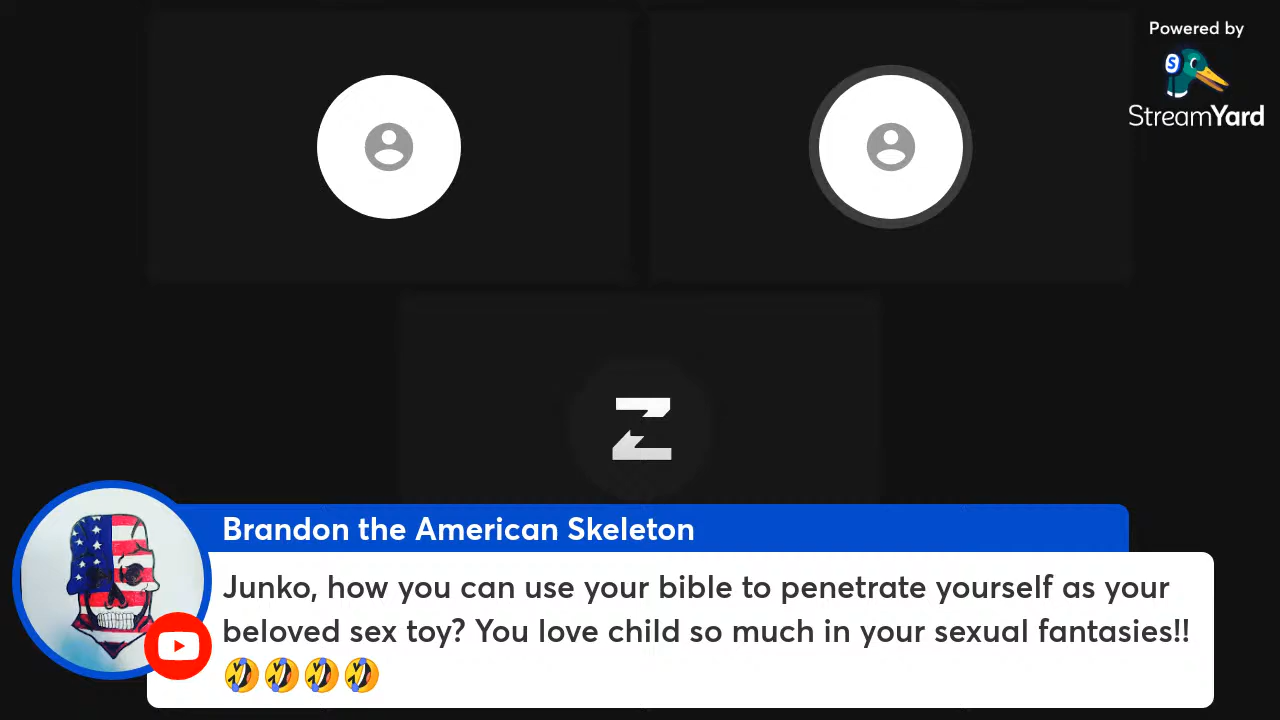 Powered by
StreamYard
Brandon the American Skeleton
Junko, how you can use your bible to penetrate yourself as your
beloved sex toy? You love child so much in your sexual fantasies!!
🤣🤣🤣🤣